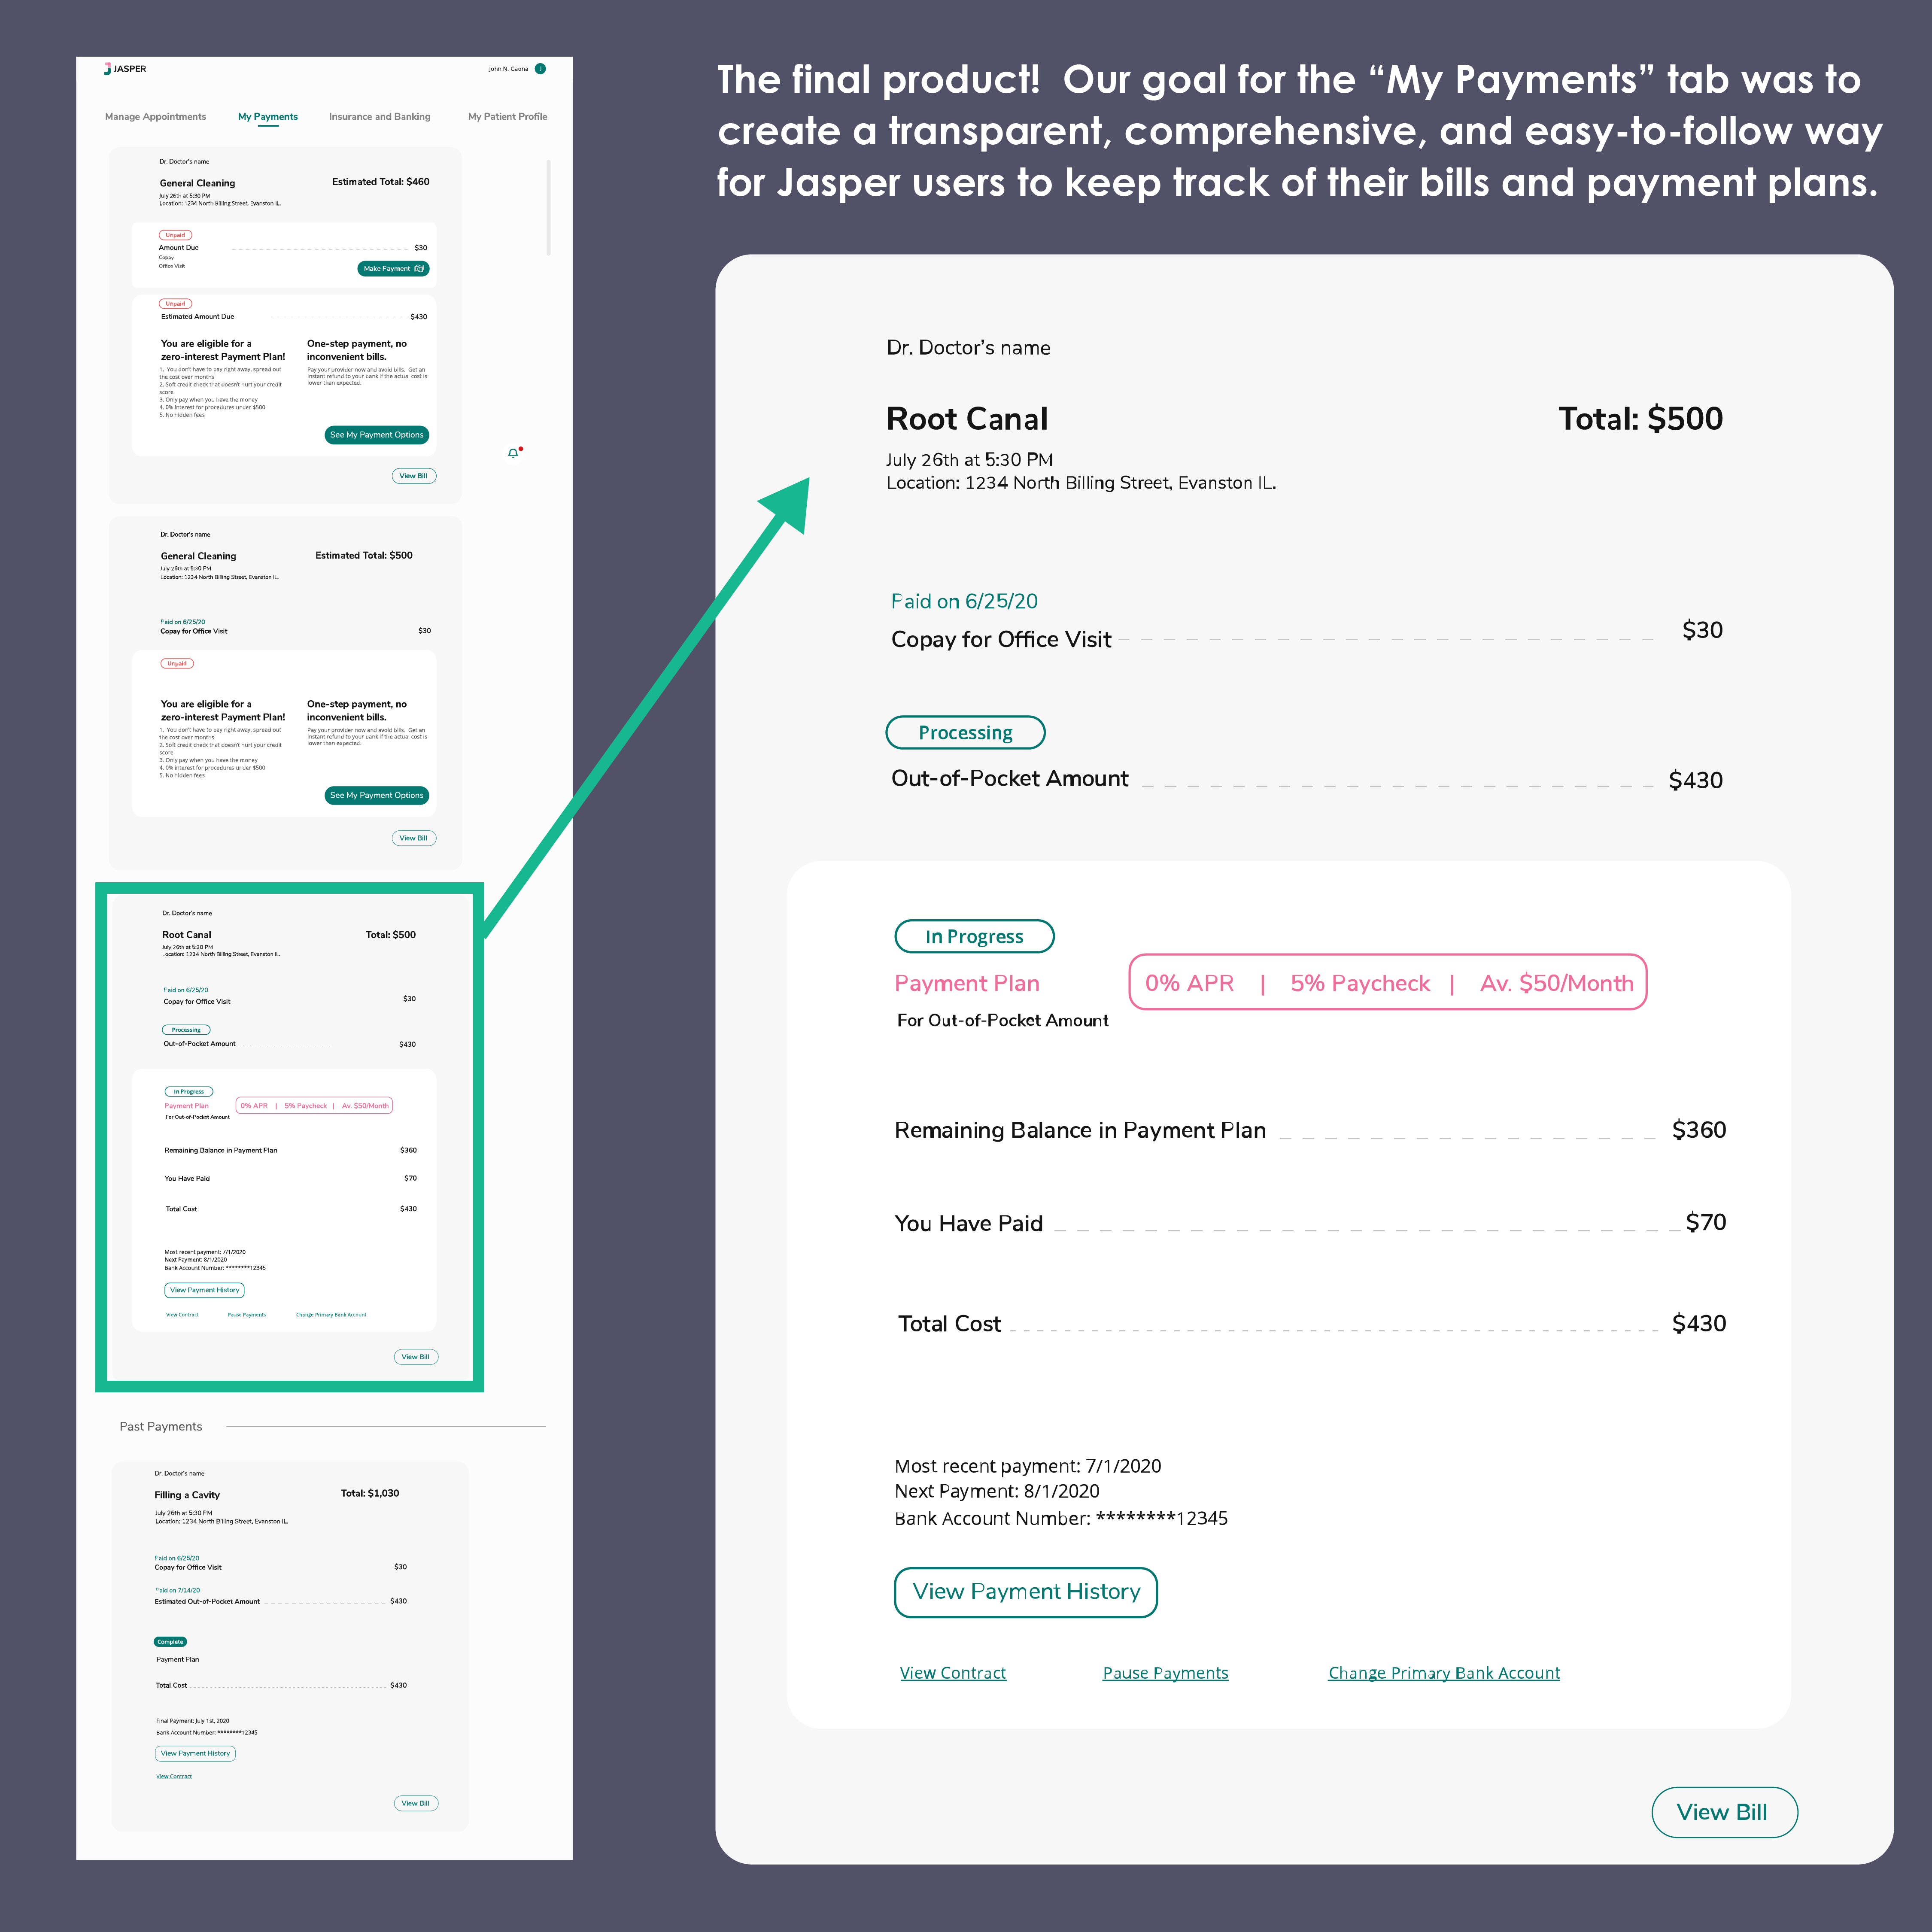 JASPER
John N. Gaona J
Manage Appointments My Payments Insurance and Banking My Patient Profile
Dr. Doctor's name
General Cleaning Estimated Total: $460
July 26th at 5:30 PM
Location: 1234 North Billing Street, Evanston IL.
Unpaid
Amount Due $30
Copay
Office Visit
Make Payment
Unpaid
Estimated Amount Due $430
You are eligible for a
zero-interest Payment Plan!
1. You don't have to pay right away, spread out
the cost over months
2. Soft credit check that doesn't hurt your credit
score
3. Only pay when you have the money
4. 0% interest for procedures under $500
5. No hidden fees
One-step payment, no
inconvenient bills.
Pay your provider now and avoid bills. Get an
instant refund to your bank if the actual cost is
lower than expected.
See My Payment Options
View Bill
Dr. Doctor's name
General Cleaning Estimated Total: $500
July 26th at 5:30 PM
Location: 1234 North Billing Street, Evanston IL.
Paid on 6/25/20
Copay for Office Visit $30
Unpaid
You are eligible for a
zero-interest Payment Plan!
1. You don't have to pay right away, spread out
the cost over months
2. Soft credit check that doesn't hurt your credit
score
3. Only pay when you have the money
4. 0% interest for procedures under $500
5. No hidden fees
One-step payment, no
inconvenient bills.
Pay your provider now and avoid bills. Get an
instant refund to your bank if the actual cost is
lower than expected.
See My Payment Options
View Bill
Dr. Doctor's name
Root Canal Total: $500
July 26th at 5:30 PM
Location: 1234 North Billing Street, Evanston IL.
Paid on 6/25/20
Copay for Office Visit $30
Processing
Out-of-Pocket Amount $430
In Progress
Payment Plan 0% APR | 5% Paycheck | Av. $50/Month
For Out-of-Pocket Amount
Remaining Balance in Payment Plan $360
You Have Paid $70
Total Cost $430
Most recent payment: 7/1/2020
Next Payment: 8/1/2020
Bank Account Number: ********12345
View Payment History
View Contract Pause Payments Change Primary Bank Account
View Bill
Past Payments
Dr. Doctor's name
Filling a Cavity Total: $1,030
July 26th at 5:30 PM
Location: 1234 North Billing Street, Evanston IL.
Paid on 6/25/20
Copay for Office Visit $30
Paid on 7/14/20
Estimated Out-of-Pocket Amount $430
Complete
Payment Plan
Total Cost $430
Final Payment: July 1st, 2020
Bank Account Number: ********12345
View Payment History
View Contract
View Bill
The final product! Our goal for the “My Payments” tab was to
create a transparent, comprehensive, and easy-to-follow way
for Jasper users to keep track of their bills and payment plans.
Dr. Doctor's name
Root Canal Total: $500
July 26th at 5:30 PM
Location: 1234 North Billing Street, Evanston IL.
Paid on 6/25/20
Copay for Office Visit $30
Processing
Out-of-Pocket Amount $430
In Progress
Payment Plan 0% APR | 5% Paycheck | Av. $50/Month
For Out-of-Pocket Amount
Remaining Balance in Payment Plan $360
You Have Paid $70
Total Cost $430
Most recent payment: 7/1/2020
Next Payment: 8/1/2020
Bank Account Number: ********12345
View Payment History
View Contract Pause Payments Change Primary Bank Account
View Bill